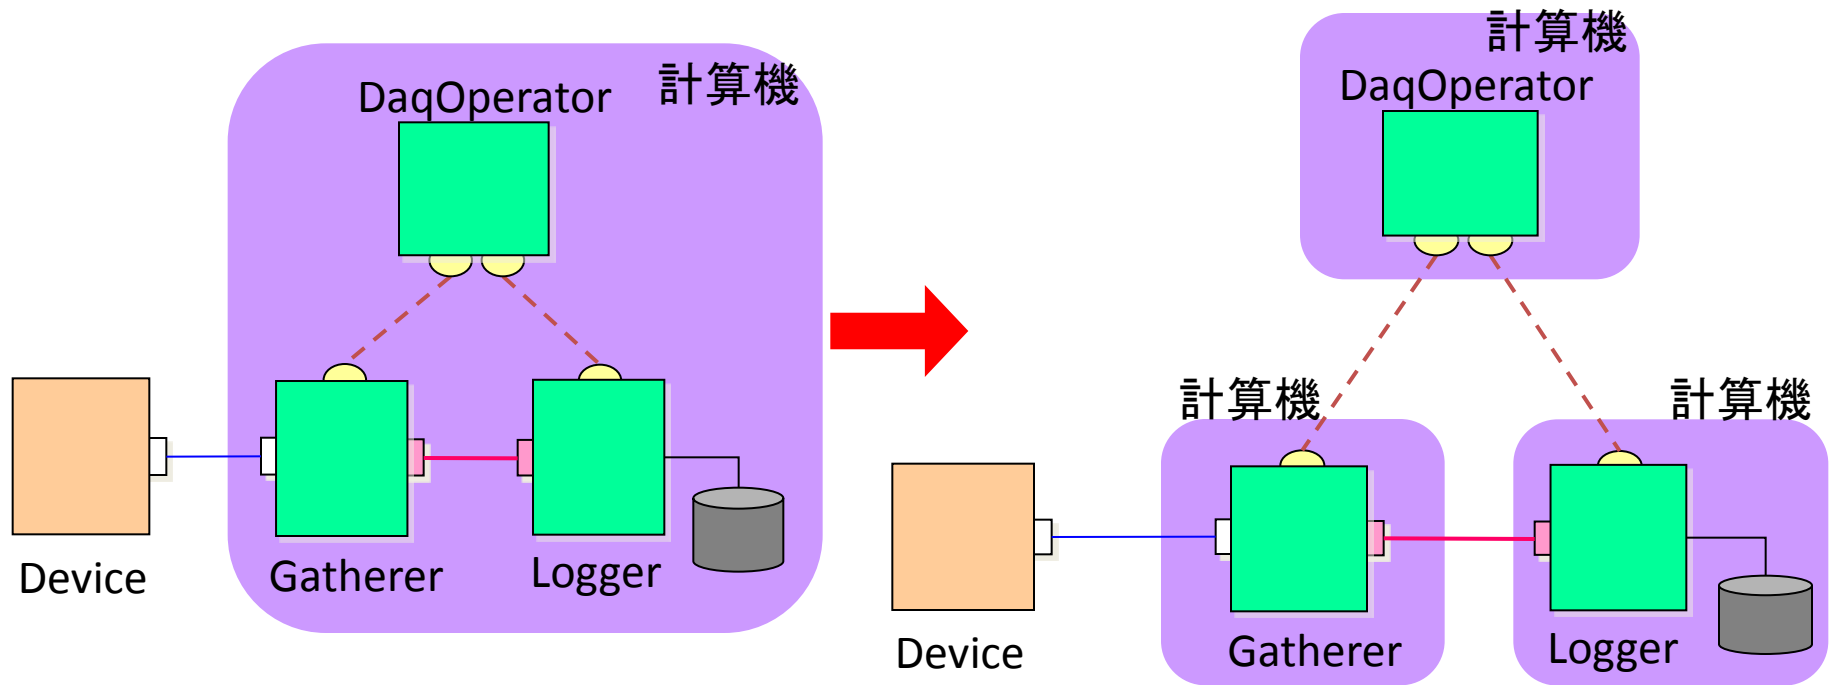 計算機
DaqOperator
Device
Gatherer
Logger
計算機
DaqOperator
計算機
計算機
Device
Gatherer
Logger